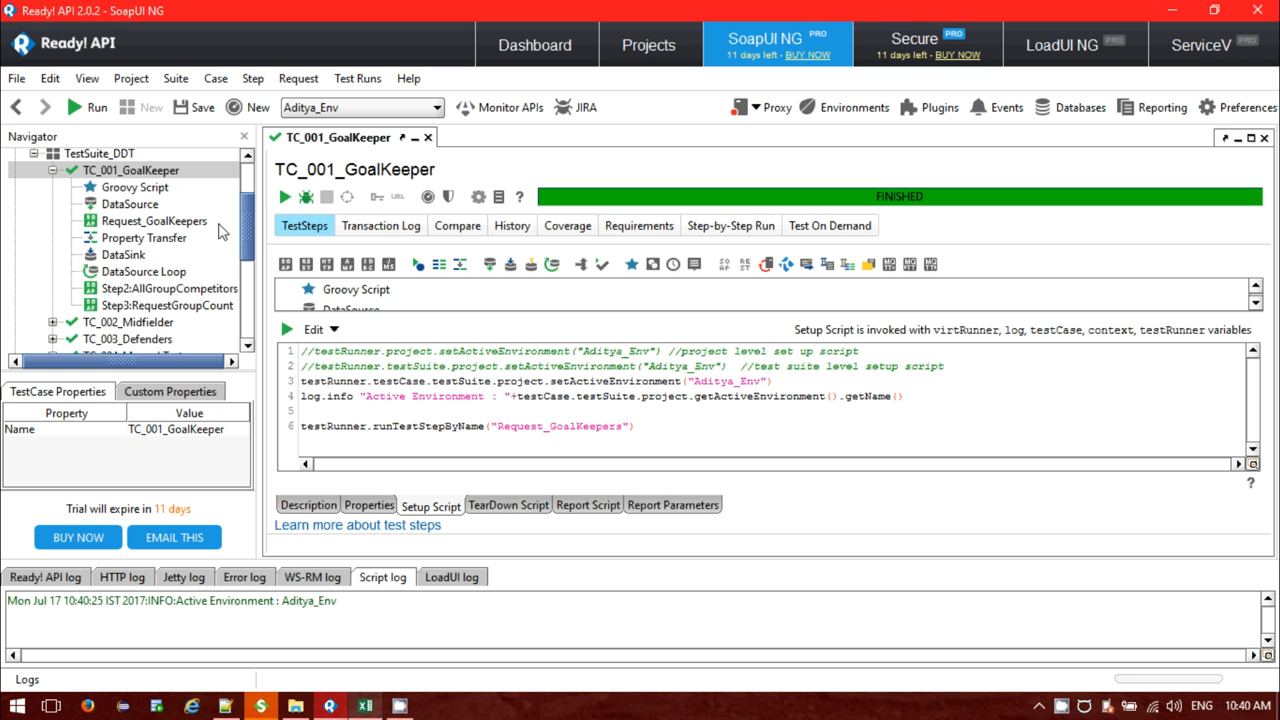 Ready! API 2.0.2 - SoapUI NG
Ready! API
Dashboard
Projects
SoapUI NG PRO
11 days left - BUY NOW
Secure PRO
11 days left - BUY NOW
LoadUI NG PRO
ServiceV PRO
File Edit View Project Suite Case Step Request Test Runs Help
Run New Save New Aditya_Env Monitor APIs JIRA Proxy Environments Plugins Events Databases Reporting Preferences
Navigator
TestSuite_DDT
TC_001_GoalKeeper
Groovy Script
DataSource
Request_GoalKeepers
Property Transfer
DataSink
DataSource Loop
Step2:AllGroupCompetitors
Step3:RequestGroupCount
TC_002_Midfielder
TC_003_Defenders
TestCase Properties Custom Properties
Property Value
Name TC_001_GoalKeeper
Trial will expire in 11 days
BUY NOW EMAIL THIS
TC_001_GoalKeeper
TC_001_GoalKeeper
URL
FINISHED
TestSteps Transaction Log Compare History Coverage Requirements Step-by-Step Run Test On Demand
Groovy Script
DataSource
Edit
Setup Script is invoked with virtRunner, log, testCase, context, testRunner variables
1 //testRunner.project.setActiveEnvironment("Aditya_Env") //project level set up script
2 //testRunner.testSuite.project.setActiveEnvironment("Aditya_Env") //test suite level setup script
3 testRunner.testCase.testSuite.project.setActiveEnvironment("Aditya_Env")
4 log.info "Active Environment : "+testCase.testSuite.project.getActiveEnvironment().getName()
5
6 testRunner.runTestStepByName("Request_GoalKeepers")
Description Properties Setup Script TearDown Script Report Script Report Parameters
Learn more about test steps
Ready! API log HTTP log Jetty log Error log WS-RM log Script log LoadUI log
Mon Jul 17 10:40:25 IST 2017:INFO:Active Environment : Aditya_Env
Logs
ENG 10:40 AM